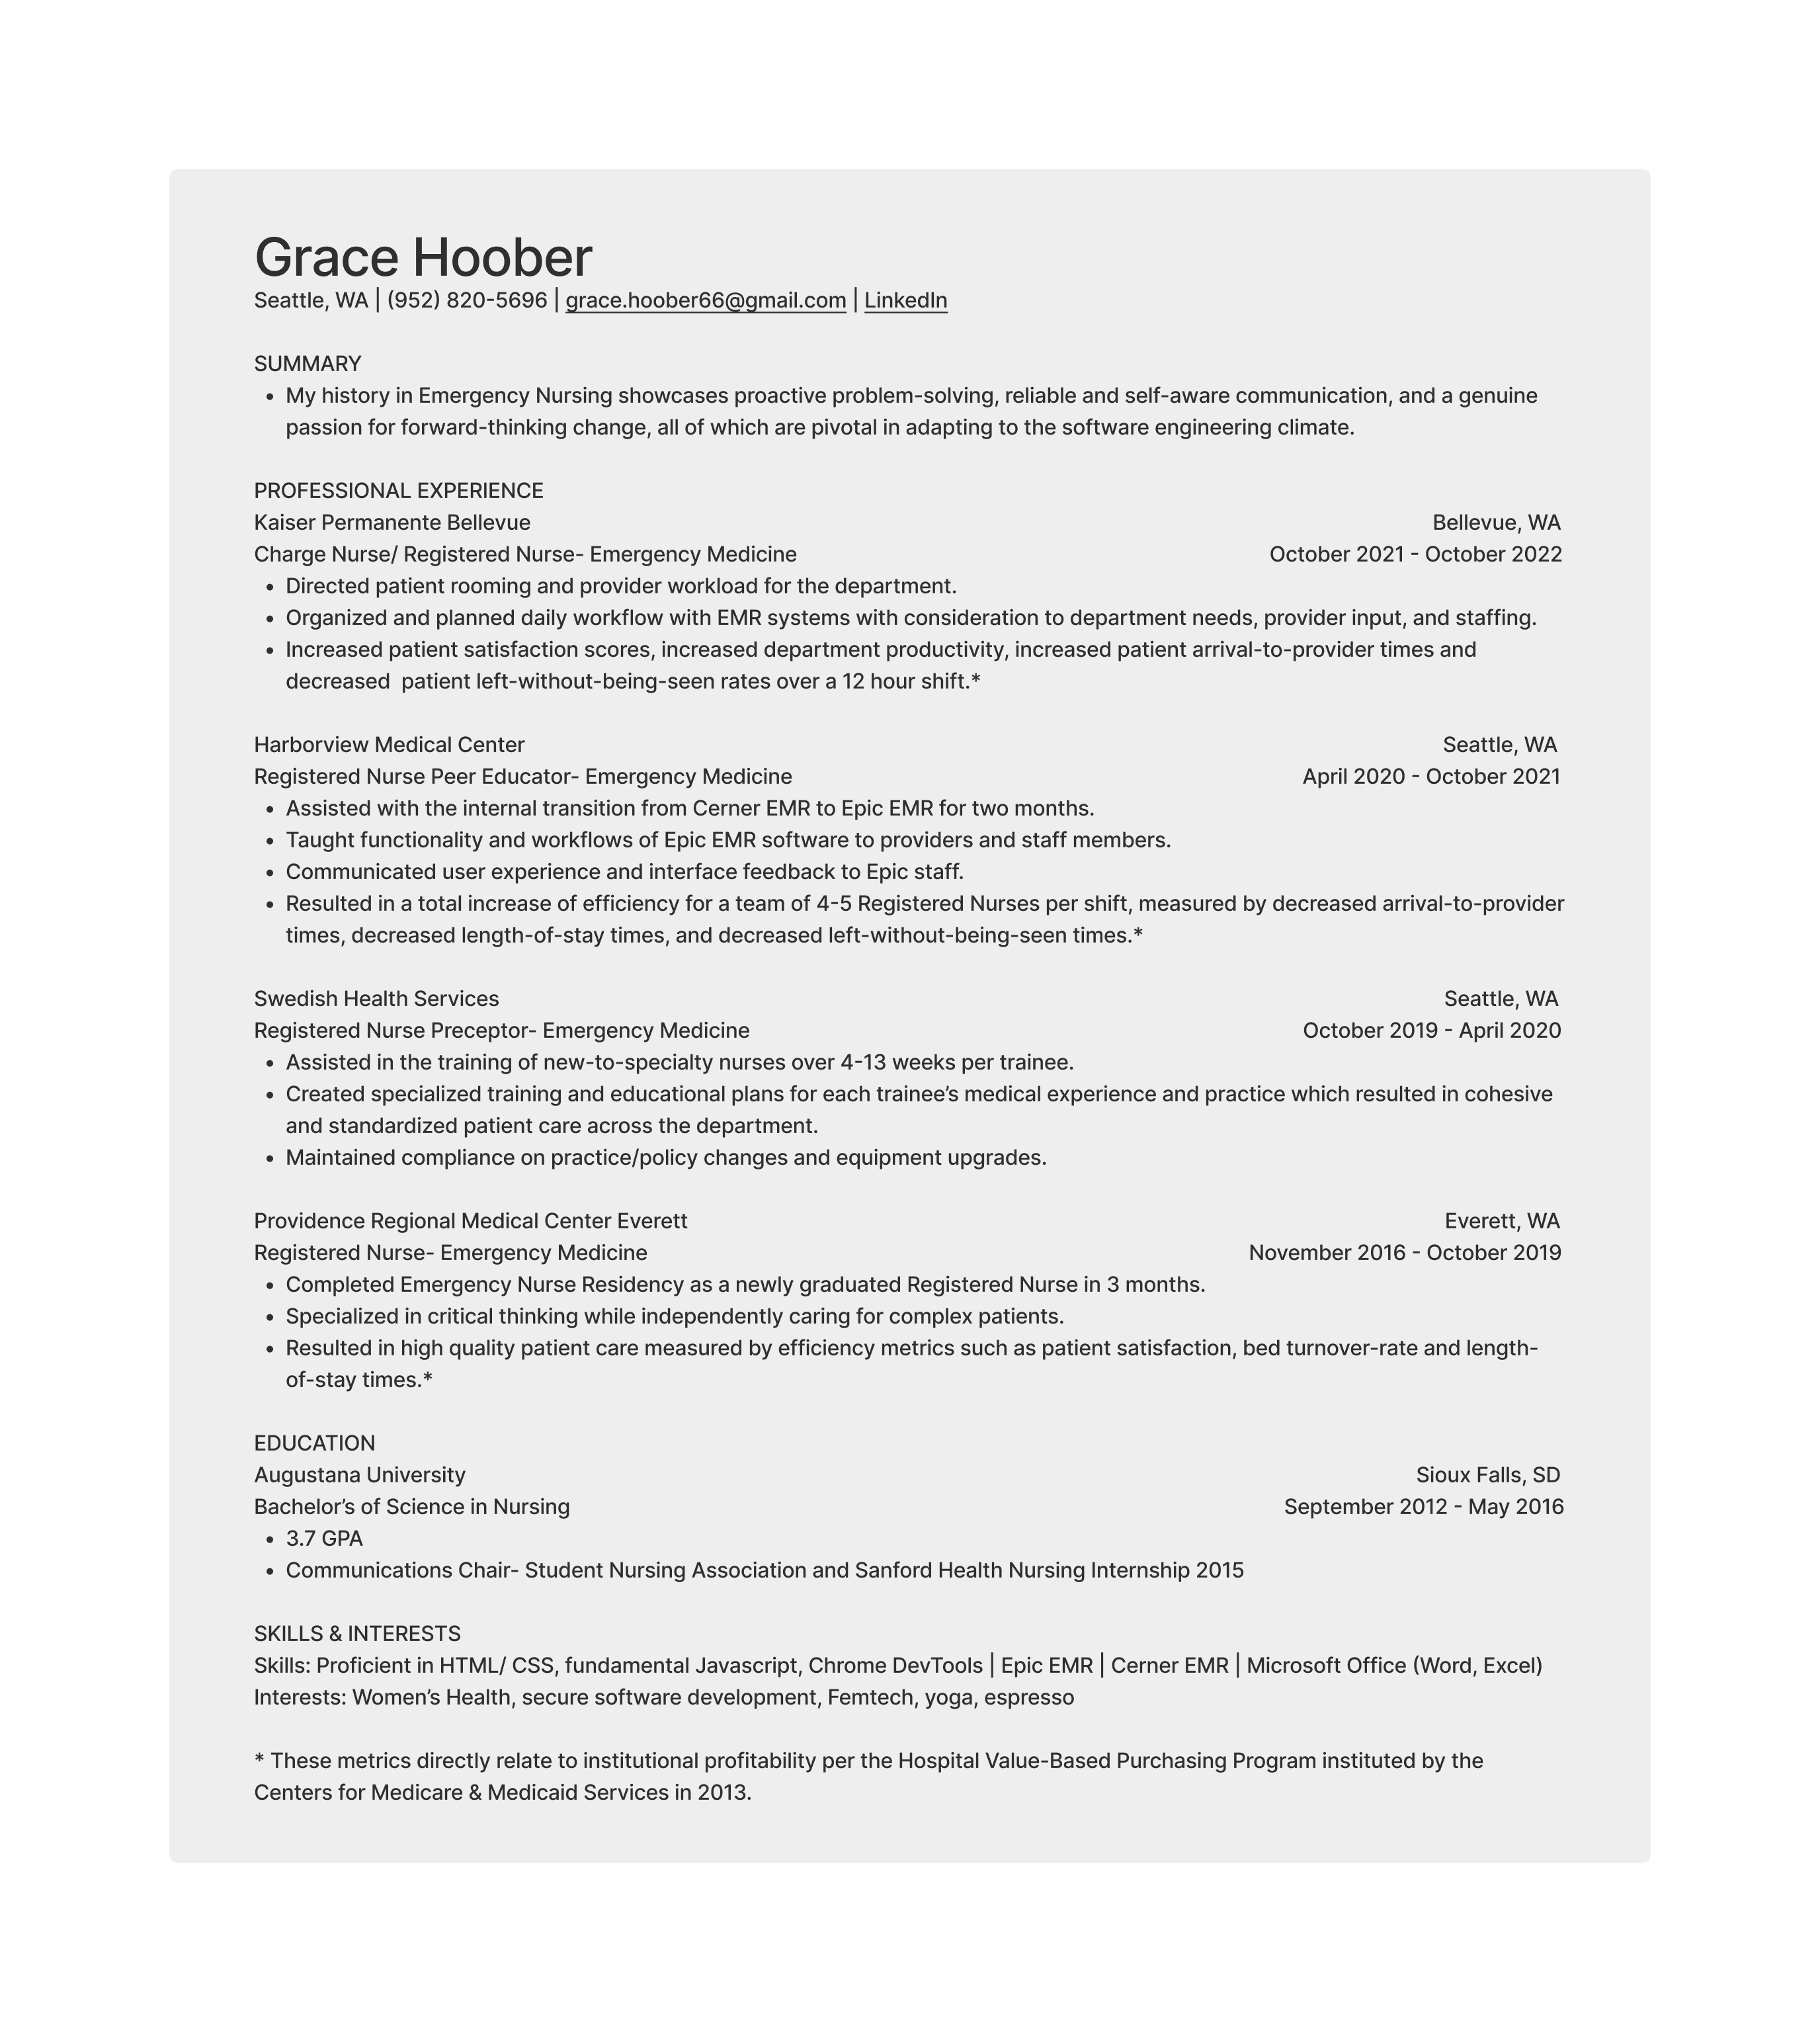 Grace Hoober
Seattle, WA | (952) 820-5696 | grace.hoober66@gmail.com | LinkedIn
SUMMARY
• My history in Emergency Nursing showcases proactive problem-solving, reliable and self-aware communication, and a genuine
passion for forward-thinking change, all of which are pivotal in adapting to the software engineering climate.
PROFESSIONAL EXPERIENCE
Kaiser Permanente Bellevue Bellevue, WA
Charge Nurse/ Registered Nurse- Emergency Medicine October 2021 - October 2022
• Directed patient rooming and provider workload for the department.
• Organized and planned daily workflow with EMR systems with consideration to department needs, provider input, and staffing.
• Increased patient satisfaction scores, increased department productivity, increased patient arrival-to-provider times and
decreased  patient left-without-being-seen rates over a 12 hour shift.*
Harborview Medical Center Seattle, WA
Registered Nurse Peer Educator- Emergency Medicine April 2020 - October 2021
• Assisted with the internal transition from Cerner EMR to Epic EMR for two months.
• Taught functionality and workflows of Epic EMR software to providers and staff members.
• Communicated user experience and interface feedback to Epic staff.
• Resulted in a total increase of efficiency for a team of 4-5 Registered Nurses per shift, measured by decreased arrival-to-provider
times, decreased length-of-stay times, and decreased left-without-being-seen times.*
Swedish Health Services Seattle, WA
Registered Nurse Preceptor- Emergency Medicine October 2019 - April 2020
• Assisted in the training of new-to-specialty nurses over 4-13 weeks per trainee.
• Created specialized training and educational plans for each trainee’s medical experience and practice which resulted in cohesive
and standardized patient care across the department.
• Maintained compliance on practice/policy changes and equipment upgrades.
Providence Regional Medical Center Everett Everett, WA
Registered Nurse- Emergency Medicine November 2016 - October 2019
• Completed Emergency Nurse Residency as a newly graduated Registered Nurse in 3 months.
• Specialized in critical thinking while independently caring for complex patients.
• Resulted in high quality patient care measured by efficiency metrics such as patient satisfaction, bed turnover-rate and length-
of-stay times.*
EDUCATION
Augustana University Sioux Falls, SD
Bachelor’s of Science in Nursing September 2012 - May 2016
• 3.7 GPA
• Communications Chair- Student Nursing Association and Sanford Health Nursing Internship 2015
SKILLS & INTERESTS
Skills: Proficient in HTML/ CSS, fundamental Javascript, Chrome DevTools | Epic EMR | Cerner EMR | Microsoft Office (Word, Excel)
Interests: Women’s Health, secure software development, Femtech, yoga, espresso
* These metrics directly relate to institutional profitability per the Hospital Value-Based Purchasing Program instituted by the
Centers for Medicare & Medicaid Services in 2013.